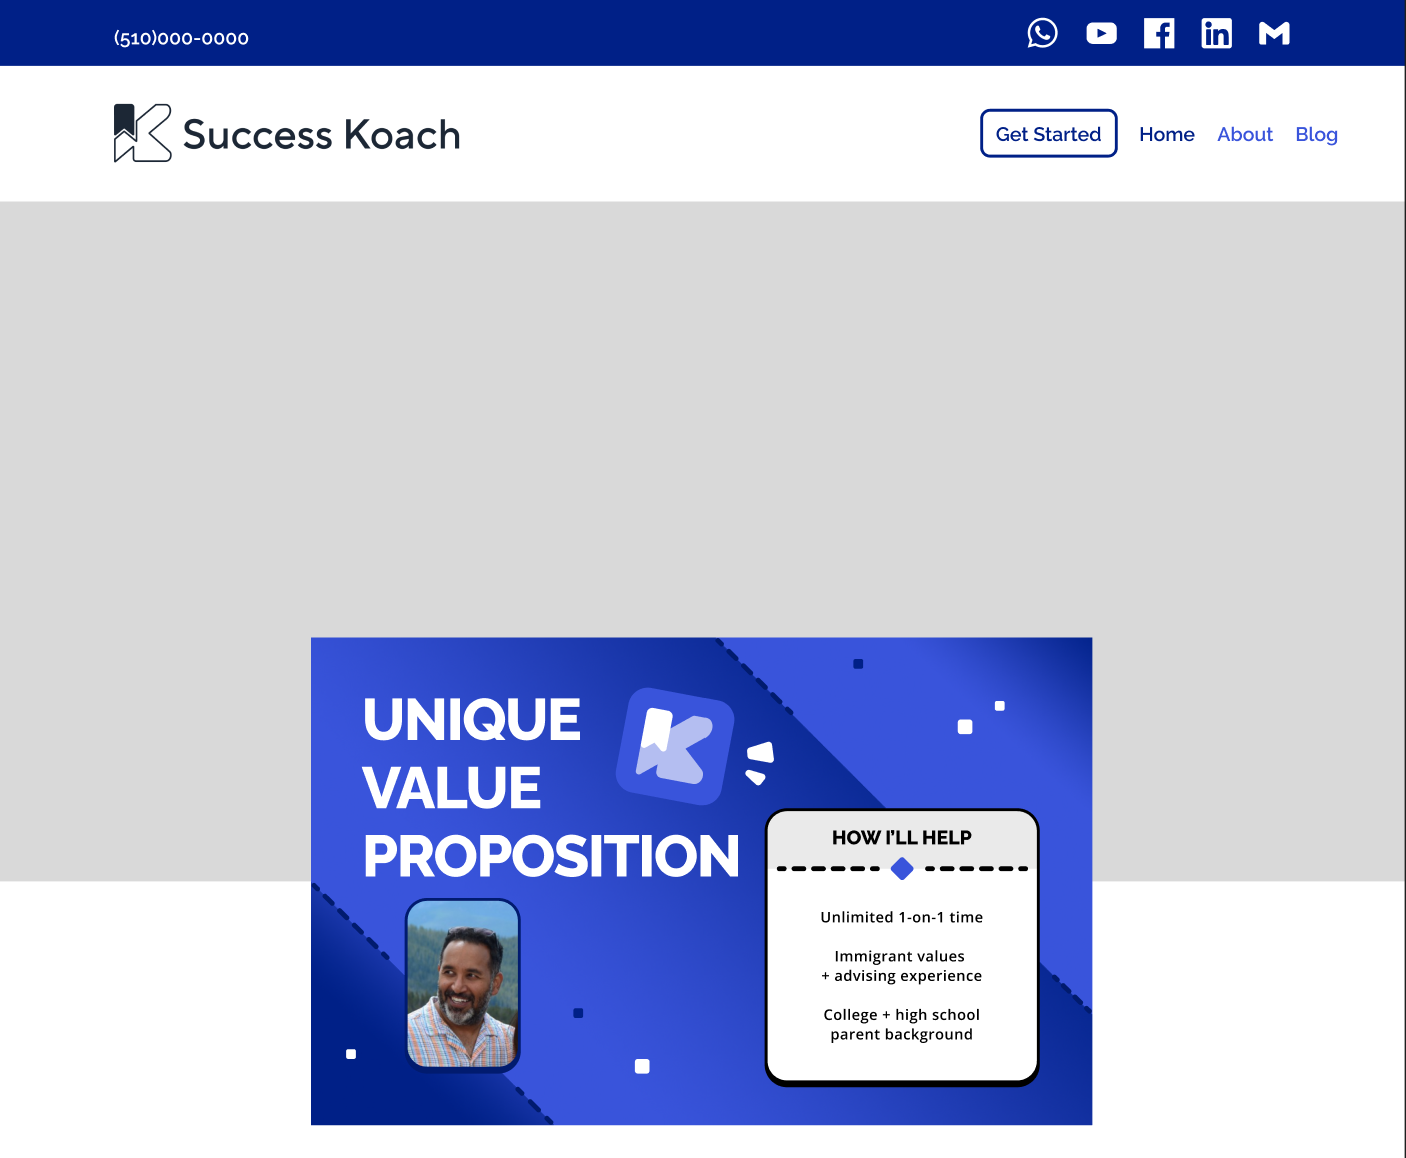 (510)000-0000
Success Koach
Get Started Home About Blog
UNIQUE
VALUE
PROPOSITION
HOW I'LL HELP
Unlimited 1-on-1 time
Immigrant values
+ advising experience
College + high school
parent background